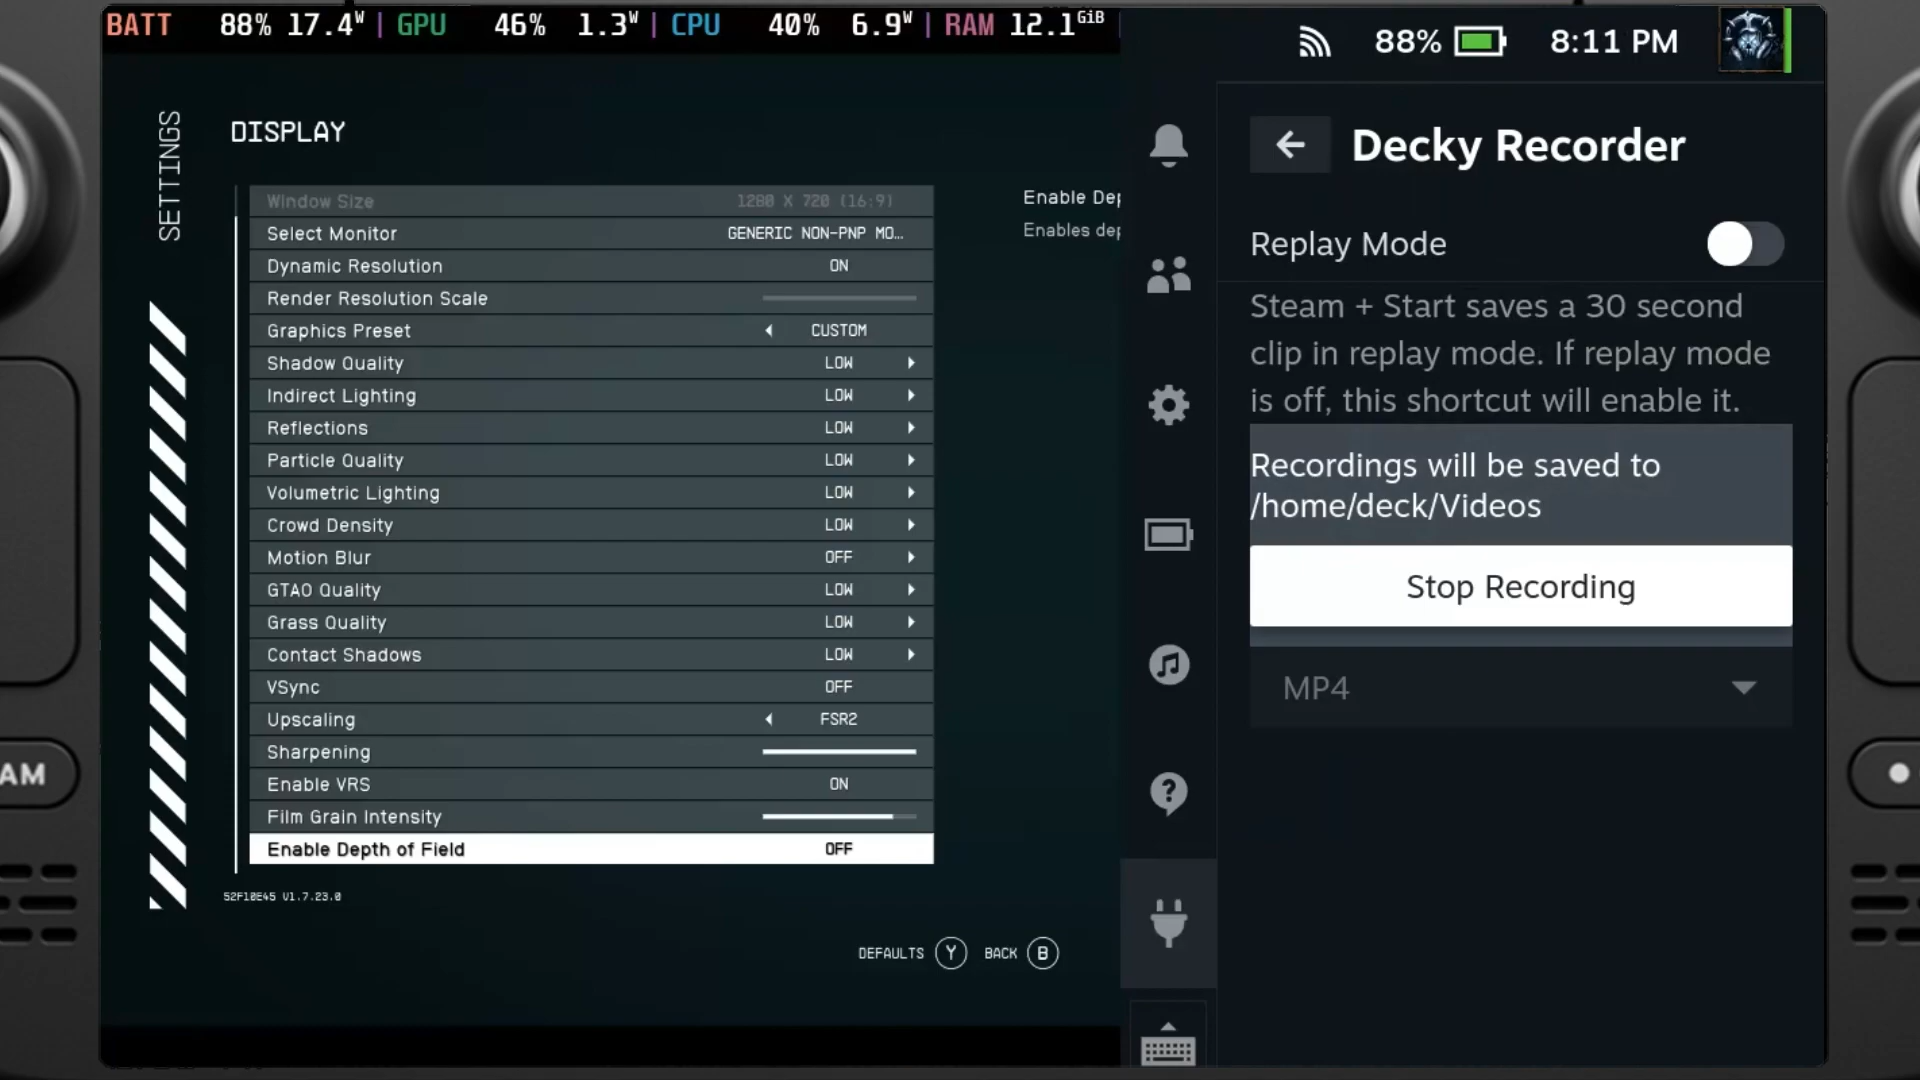 BATT 88% 17.4W | GPU 46% 1.3W | CPU 40% 6.9W | RAM 12.1GiB |
88% 8:11 PM
SETTINGS
DISPLAY
Window Size 1280 X 720 (16:9)
Select Monitor GENERIC NON-PNP MO...
Dynamic Resolution ON
Render Resolution Scale
Graphics Preset CUSTOM
Shadow Quality LOW
Indirect Lighting LOW
Reflections LOW
Particle Quality LOW
Volumetric Lighting LOW
Crowd Density LOW
Motion Blur OFF
GTAO Quality LOW
Grass Quality LOW
Contact Shadows LOW
VSync OFF
Upscaling FSR2
Sharpening
Enable VRS ON
Film Grain Intensity
Enable Depth of Field OFF
52F10E45 V1.7.23.0
DEFAULTS Y BACK B
Enable Dep
Enables dep
Decky Recorder
Replay Mode
Steam + Start saves a 30 second
clip in replay mode. If replay mode
is off, this shortcut will enable it.
Recordings will be saved to
/home/deck/Videos
Stop Recording
MP4
AM